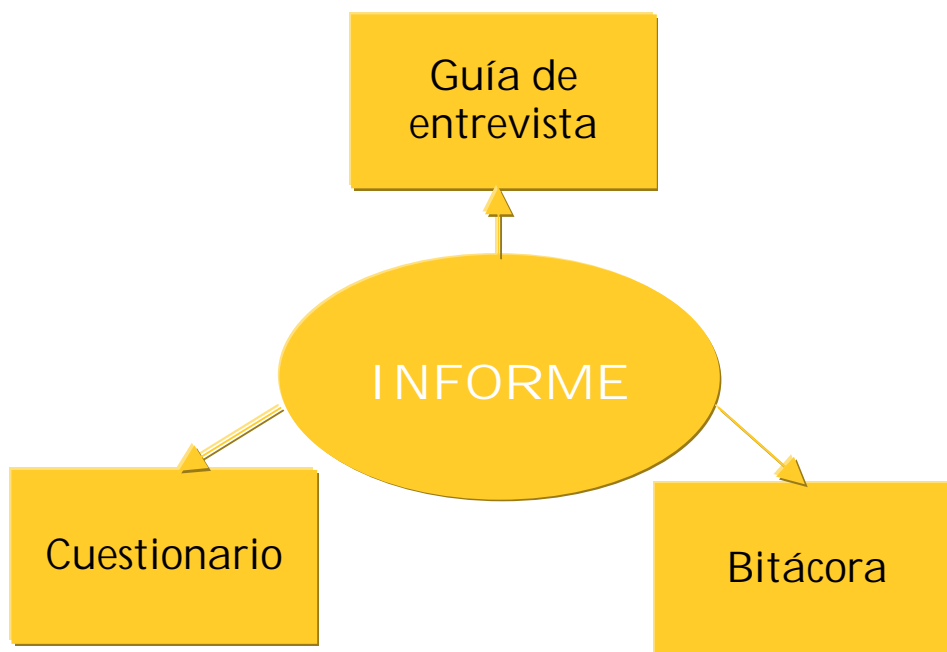 Guía de
entrevista
INFORME
Cuestionario
Bitácora